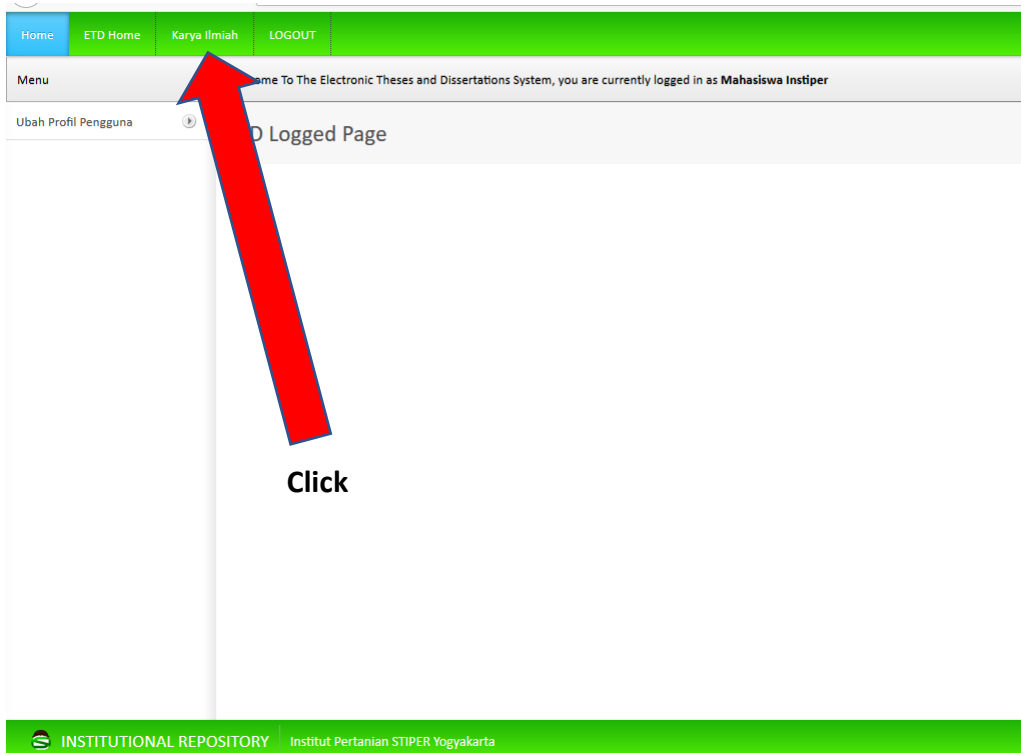 Home ETD Home Karya Ilmiah LOGOUT
Menu
ome To The Electronic Theses and Dissertations System, you are currently logged in as Mahasiswa Instiper
Ubah Profil Pengguna
D Logged Page
Click
INSTITUTIONAL REPOSITORY Institut Pertanian STIPER Yogyakarta